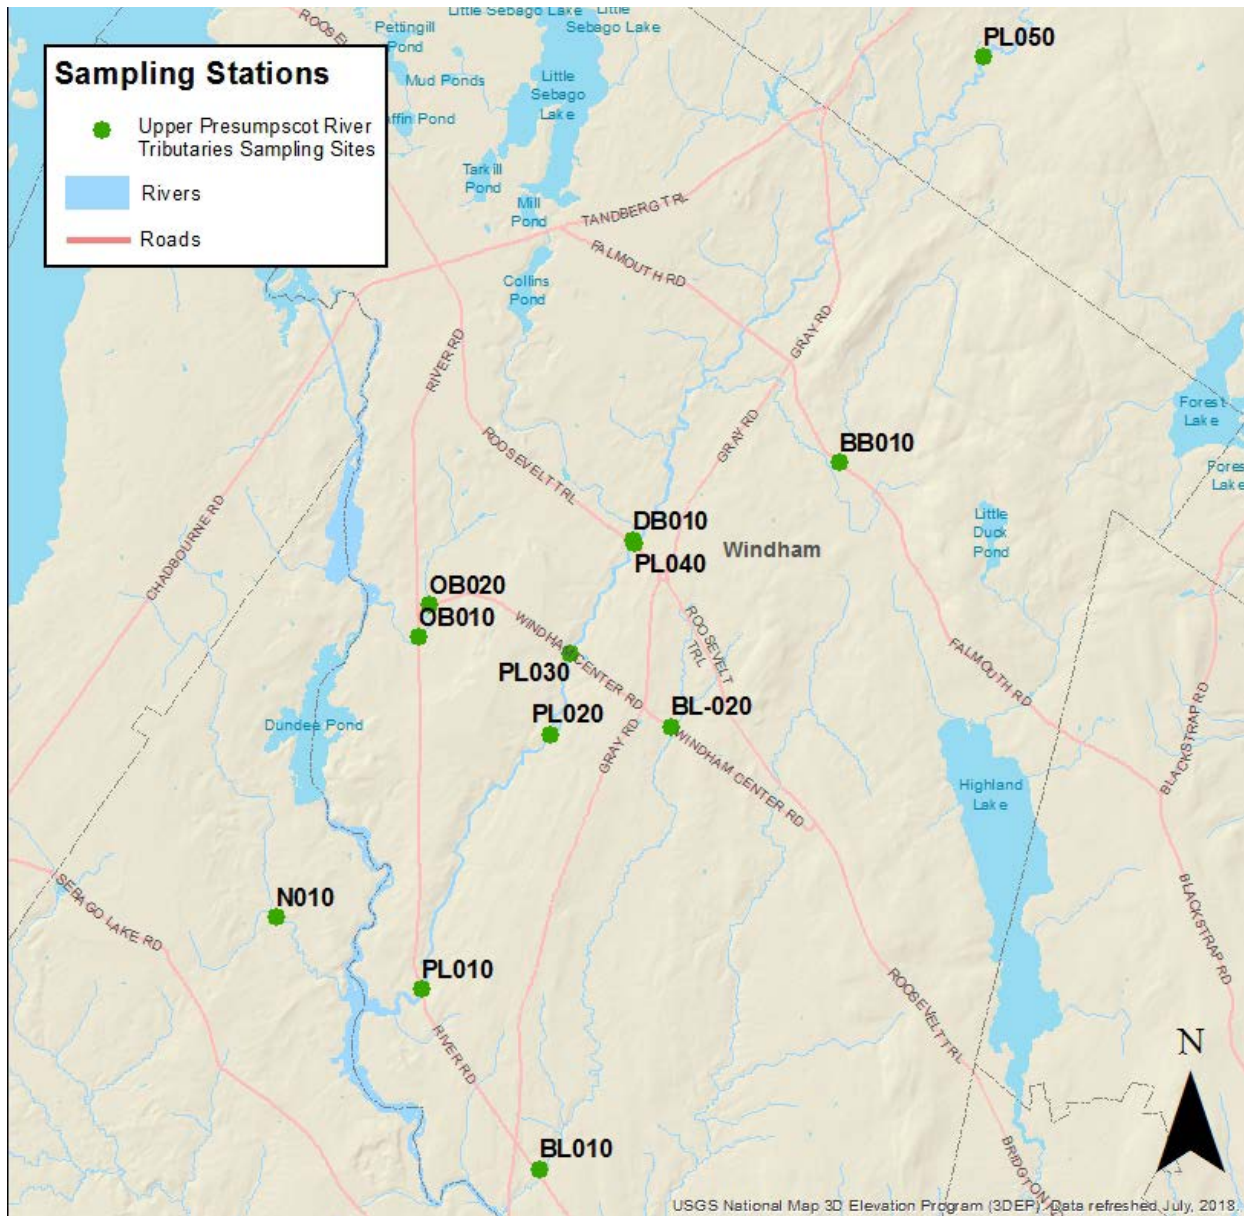 Little Sebago Lake
Little
Sebago Lake
Pettingill
Pond
PL050
ROOSEV
Sampling Stations
Mud Ponds
Little
Sebago
Lake
affin Pond
Upper Presumpscot River
Tributaries Sampling Sites
Tarkill
Pond
Rivers
Mill
Pond
TANDBERG TRL
Roads
FALMOUTH RD
Collins
Pond
GRAY RD
RIVER RD
Forest
Lake
GRAY RD
BB010
ROOSEVELT TRL
Fores
Lake
CHADBOURNE RD
DB010
Little
Duck
Pond
Windham
PL040
OB020
OB010
WINDHAM CENTER RD
ROOSEVELT
TRL
PL030
FALMOUTH RD
BLACKSTRAP RD
PL020
BL-020
Dundee Pond
GRAY RD
WINDHAM CENTER RD
Highland
Lake
SEBAGO LAKE RD
N010
BLACKSTRAP RD
PL010
ROOSEVELT TRL
RIVER RD
N
BL010
BRIDGTON
USGS National Map 3D Elevation Program (3DEP). Data refreshed July, 2018.